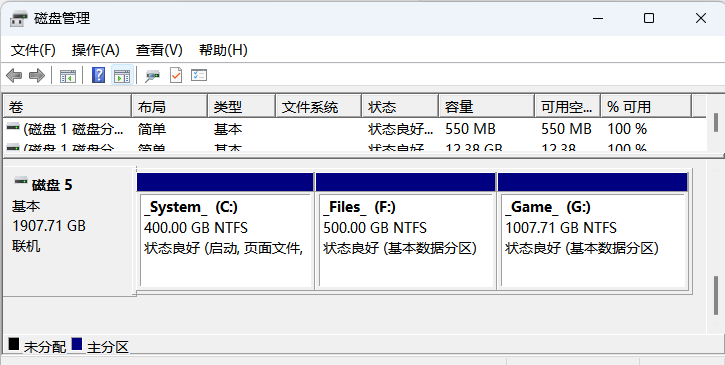 磁盘管理
文件(F) 操作(A) 查看(V) 帮助(H)
卷 布局 类型 文件系统 状态 容量 可用空... % 可用
(磁盘 1 磁盘分... 简单 基本 状态良好... 550 MB 550 MB 100 %
(磁盘 1 磁盘分... 简单 基本 状态良好 12.38 GB 12.38 100 %
磁盘 5
基本
1907.71 GB
联机
_System_ (C:)
400.00 GB NTFS
状态良好 (启动, 页面文件,
_Files_ (F:)
500.00 GB NTFS
状态良好 (基本数据分区)
_Game_ (G:)
1007.71 GB NTFS
状态良好 (基本数据分区)
未分配 主分区